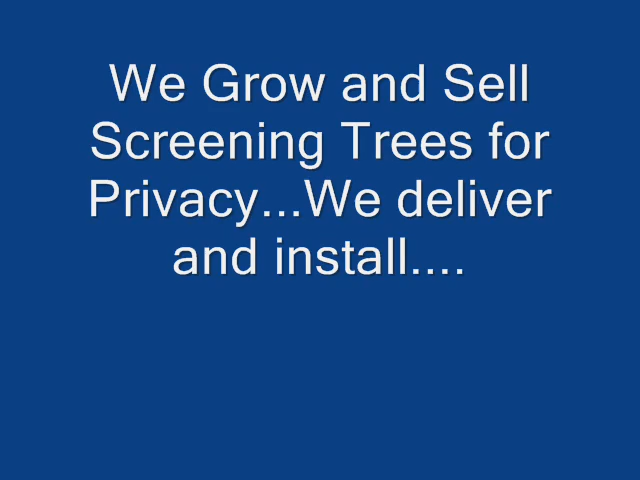 We Grow and Sell
Screening Trees for
Privacy...We deliver
and install....